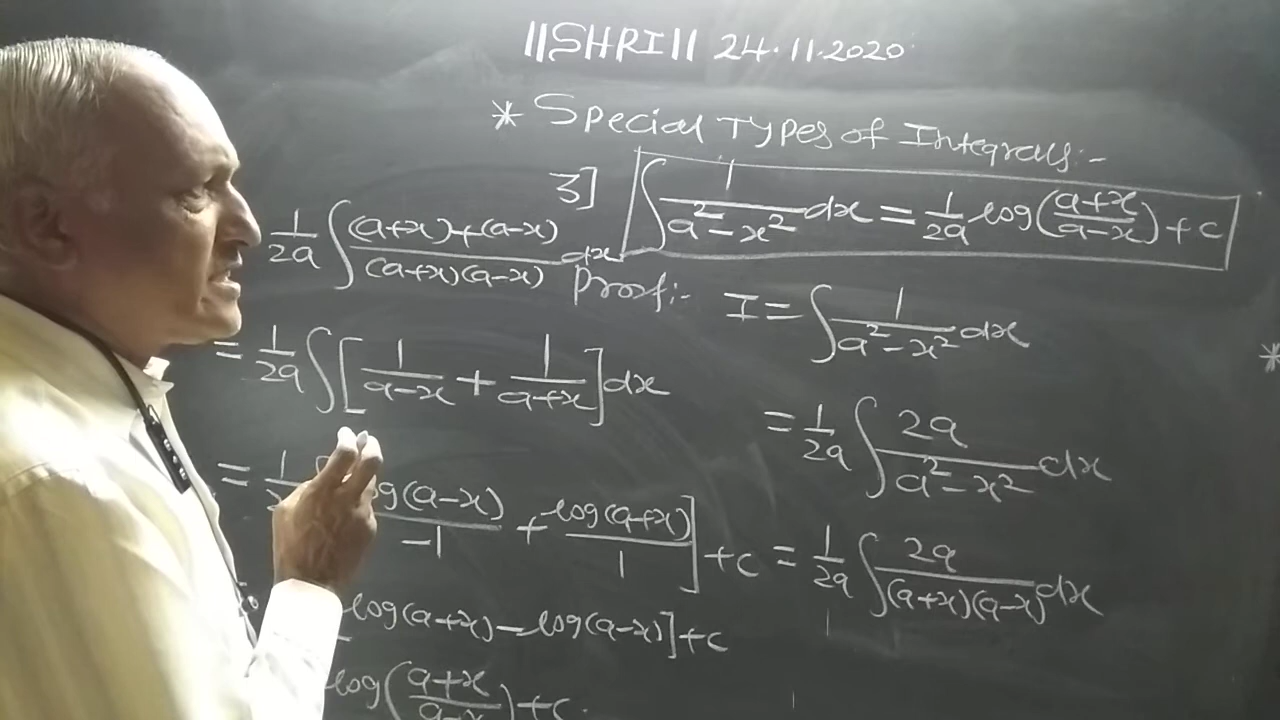 ||SHRI|| 24.11.2020
* Special Types of Integrals:-
3] ∫ 1/(a²-x²) dx = 1/2a log((a+x)/(a-x)) + c
Proof:- I = ∫ 1/(a²-x²) dx
= 1/2a ∫ 2a/(a²-x²) dx
= 1/2a ∫ 2a/((a+x)(a-x)) dx
1/2a ∫ ((a+x)+(a-x))/((a+x)(a-x)) dx
= 1/2a ∫ [1/(a-x) + 1/(a+x)] dx
= log(a-x)/-1 + log(a+x)/1] + c
log(a+x) - log(a-x)] + c
log((a+x)/(a-x)) + c.
*